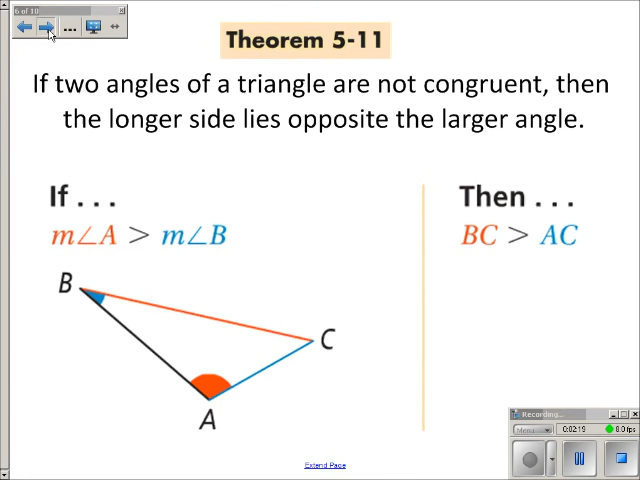 6 of 10
...
Theorem 5-11
If two angles of a triangle are not congruent, then
the longer side lies opposite the larger angle.
If . . .
m∠A > m∠B
Then . . .
BC > AC
B
C
A
Recording...
Menu
0:02:19
8.0 fps
Extend Page